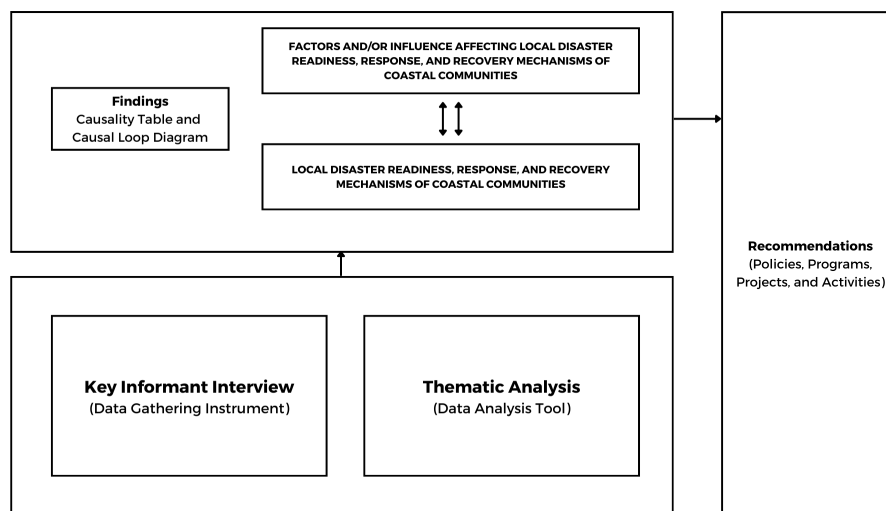 FACTORS AND/OR INFLUENCE AFFECTING LOCAL DISASTER
READINESS, RESPONSE, AND RECOVERY MECHANISMS OF
COASTAL COMMUNITIES
Findings
Causality Table and
Causal Loop Diagram
LOCAL DISASTER READINESS, RESPONSE, AND RECOVERY
MECHANISMS OF COASTAL COMMUNITIES
Recommendations
(Policies, Programs,
Projects, and Activities)
Key Informant Interview
(Data Gathering Instrument)
Thematic Analysis
(Data Analysis Tool)